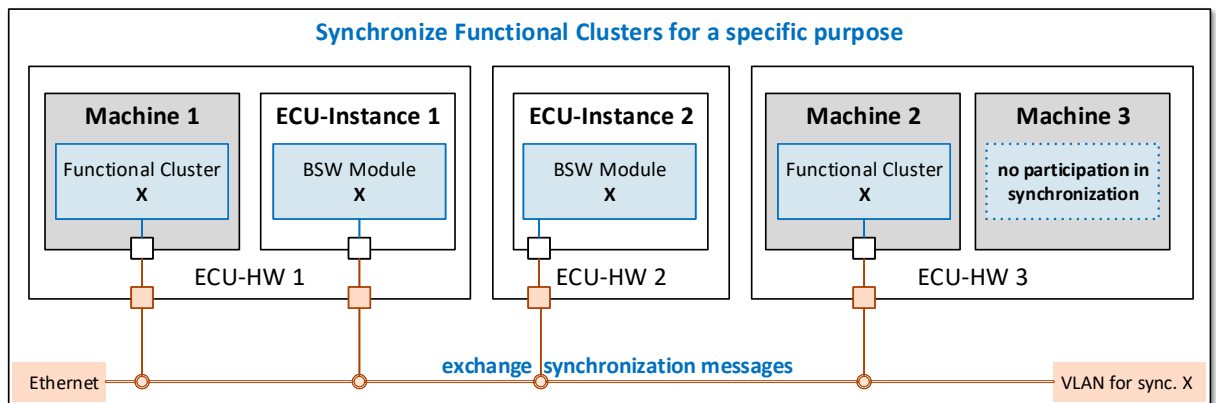 Synchronize Functional Clusters for a specific purpose
Machine 1
Functional Cluster
X
ECU-Instance 1
BSW Module
X
ECU-HW 1
ECU-Instance 2
BSW Module
X
ECU-HW 2
Machine 2
Functional Cluster
X
Machine 3
no participation in
synchronization
ECU-HW 3
exchange synchronization messages
Ethernet
VLAN for sync. X